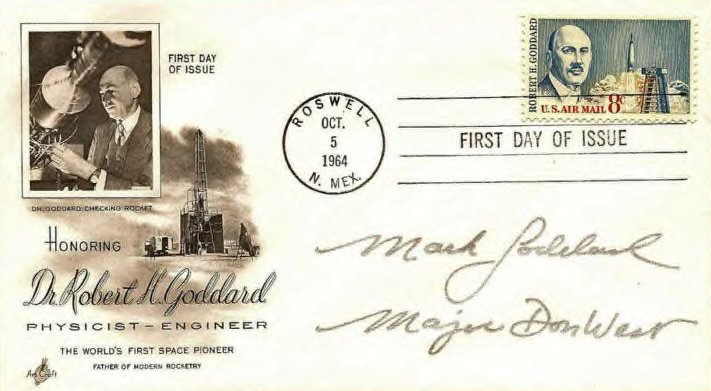 FIRST DAY
OF ISSUE
DR. GODDARD CHECKING ROCKET
HONORING
Dr. Robert H. Goddard
PHYSICIST - ENGINEER
THE WORLD'S FIRST SPACE PIONEER
FATHER OF MODERN ROCKETRY
ArtCraft
ROSWELL
OCT.
5
1964
N. MEX.
ROBERT H. GODDARD
U.S. AIR MAIL 8c
FIRST DAY OF ISSUE
Mark Goddard
Major Don West